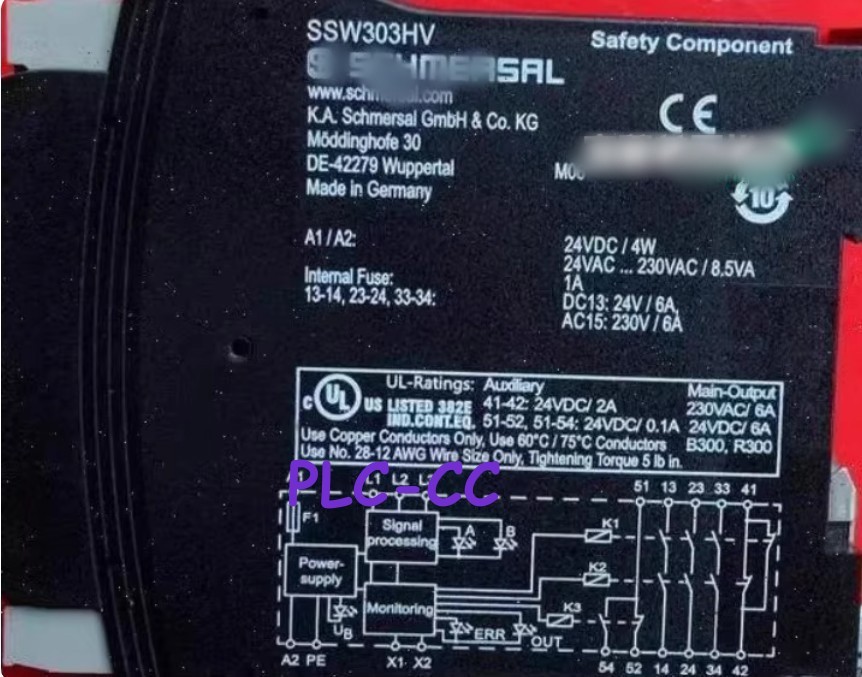 SSW303HV
Safety Component
SCHMERSAL
www.schmersal.com
K.A. Schmersal GmbH & Co. KG
Möddinghofe 30
DE-42279 Wuppertal
Made in Germany
CE
10
A1 / A2:
24VDC / 4W
24VAC ... 230VAC / 8.5VA
Internal Fuse:
1A
13-14, 23-24, 33-34:
DC13: 24V / 6A,
AC15: 230V / 6A
UL-Ratings: Auxiliary
Main-Output
C UL US LISTED 382E
41-42: 24VDC/ 2A
230VAC/ 6A
IND.CONT.EQ.
51-52, 51-54: 24VDC/ 0.1A
24VDC/ 6A
Use Copper Conductors Only, Use 60°C / 75°C Conductors
B300, R300
Use No. 28-12 AWG Wire Size Only, Tightening Torque 5 lb in.
PLC-CC
L1 L2
51 13 23 33 41
F1
Signal
processing
A
B
K1
Power-
supply
K2
Monitoring
K3
UB
ERR
OUT
A2 PE
X1 X2
54 52 14 24 34 42